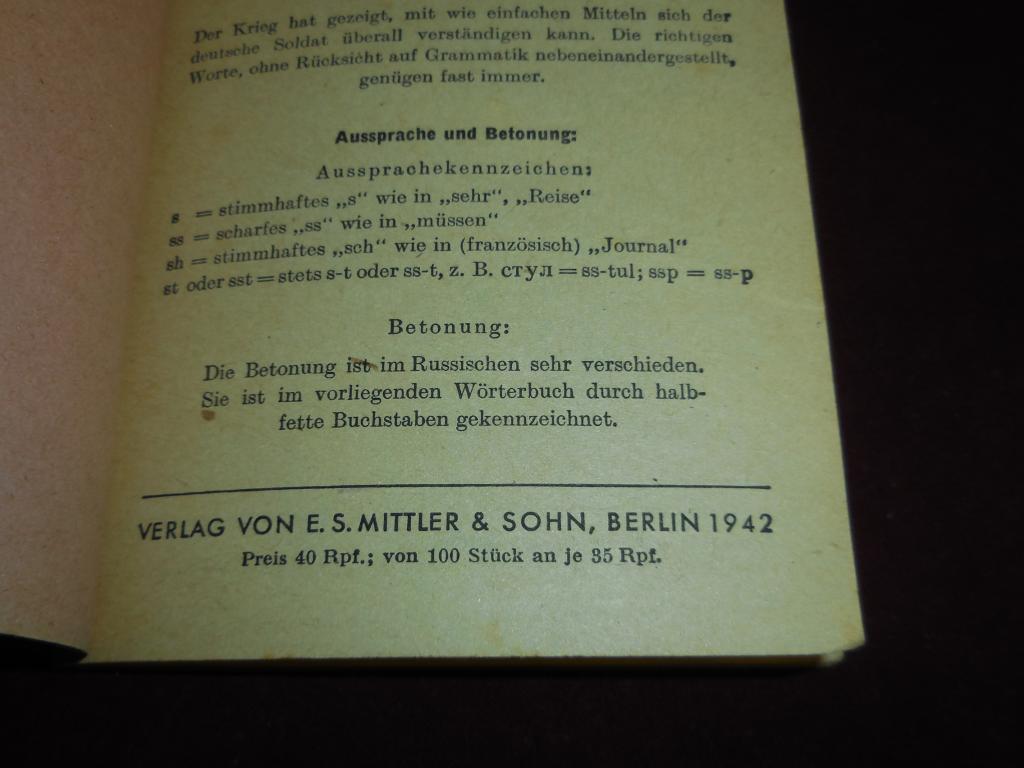 Der Krieg hat gezeigt, mit wie einfachen Mitteln sich der
deutsche Soldat überall verständigen kann. Die richtigen
Worte, ohne Rücksicht auf Grammatik nebeneinandergestellt,
genügen fast immer.
Aussprache und Betonung:
Aussprachekennzeichen:
s = stimmhaftes „s“ wie in „sehr“, „Reise“
ss = scharfes „ss“ wie in „müssen“
sh = stimmhaftes „sch“ wie in (französisch) „Journal“
st oder sst = stets s-t oder ss-t, z. B. стул = ss-tul; ssp = ss-p
Betonung:
Die Betonung ist im Russischen sehr verschieden.
Sie ist im vorliegenden Wörterbuch durch halb-
fette Buchstaben gekennzeichnet.
VERLAG VON E. S. MITTLER & SOHN, BERLIN 1942
Preis 40 Rpf.; von 100 Stück an je 35 Rpf.